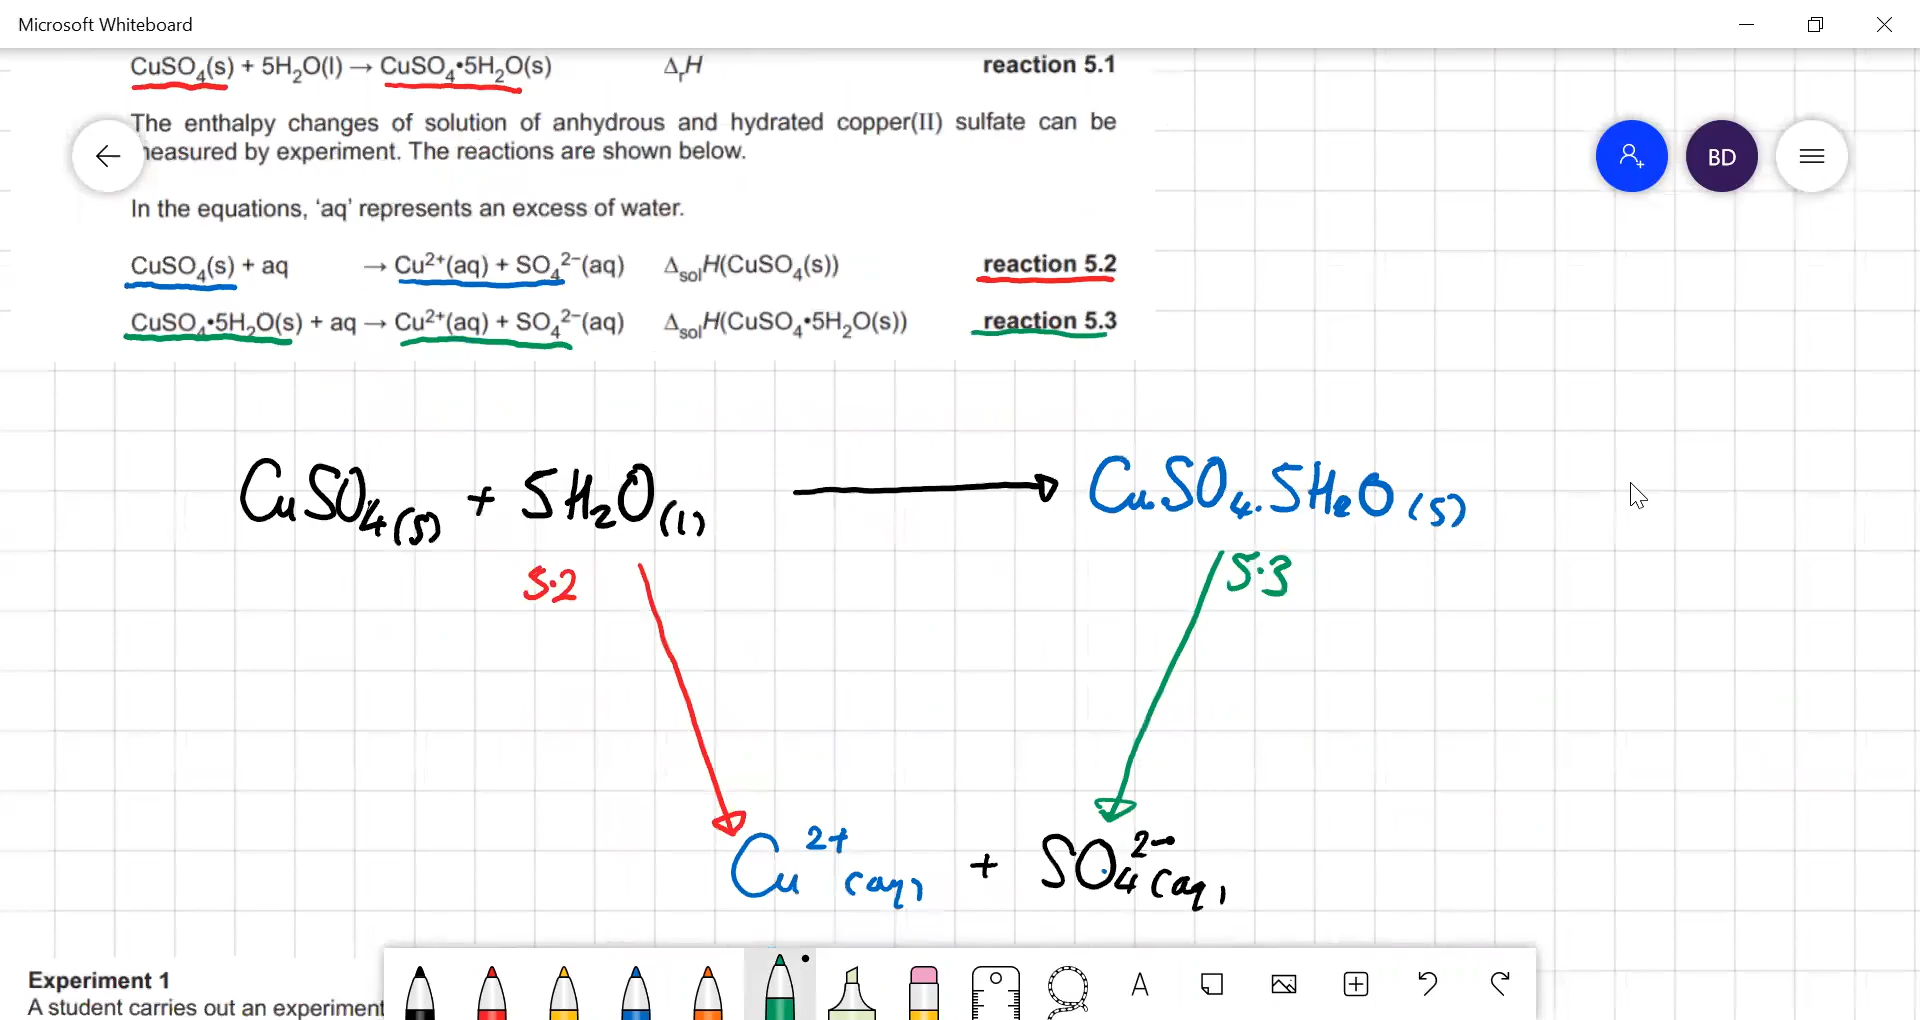 Microsoft Whiteboard
CuSO₄(s) + 5H₂O(l) → CuSO₄•5H₂O(s) ΔᵣH reaction 5.1
The enthalpy changes of solution of anhydrous and hydrated copper(II) sulfate can be
measured by experiment. The reactions are shown below.
BD
In the equations, ‘aq’ represents an excess of water.
CuSO₄(s) + aq → Cu²⁺(aq) + SO₄²⁻(aq) ΔsolH(CuSO₄(s)) reaction 5.2
CuSO₄•5H₂O(s) + aq → Cu²⁺(aq) + SO₄²⁻(aq) ΔsolH(CuSO₄•5H₂O(s)) reaction 5.3
CuSO₄(s) + 5H₂O(l) → CuSO₄.5H₂O(s)
5.2 5.3
Cu²⁺(aq) + SO₄²⁻(aq)
Experiment 1
A student carries out an experiment
A